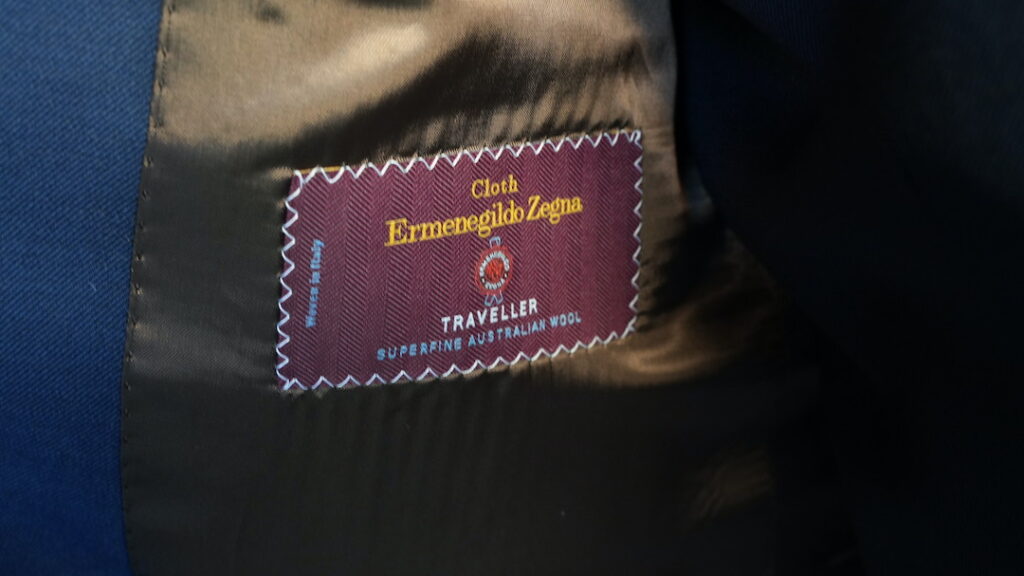 Cloth
Ermenegildo Zegna
TRAVELLER
SUPERFINE AUSTRALIAN WOOL
Woven in Italy